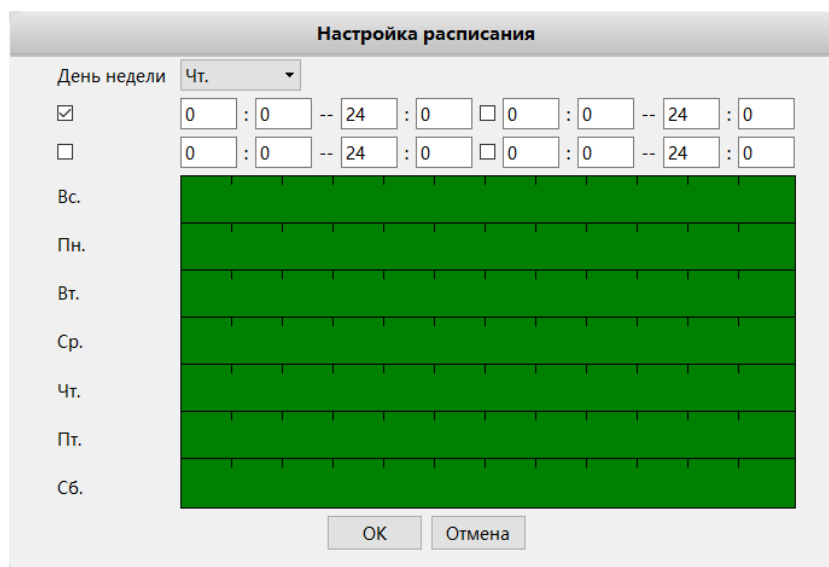 Настройка расписания
День недели Чт.
0 : 0 -- 24 : 0 0 : 0 -- 24 : 0
0 : 0 -- 24 : 0 0 : 0 -- 24 : 0
Вс.
Пн.
Вт.
Ср.
Чт.
Пт.
Сб.
OK Отмена